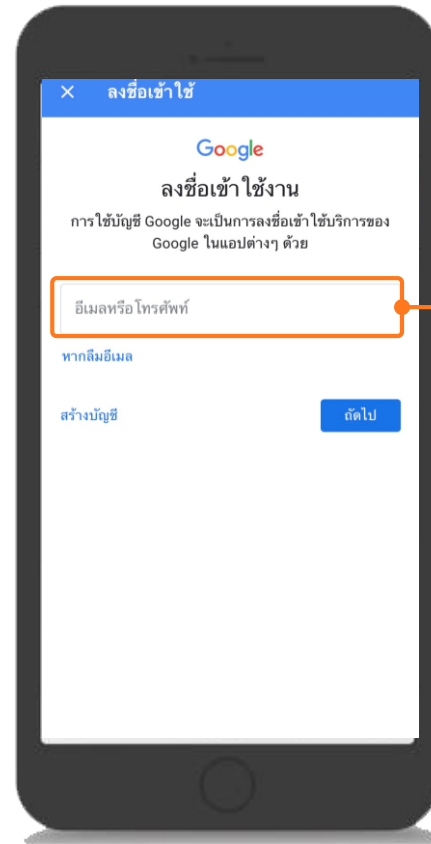 × ลงชื่อเข้าใช้
Google
ลงชื่อเข้าใช้งาน
การใช้บัญชี Google จะเป็นการลงชื่อเข้าใช้บริการของ
Google ในแอปต่างๆ ด้วย
อีเมลหรือโทรศัพท์
หากลืมอีเมล
สร้างบัญชี
ถัดไป